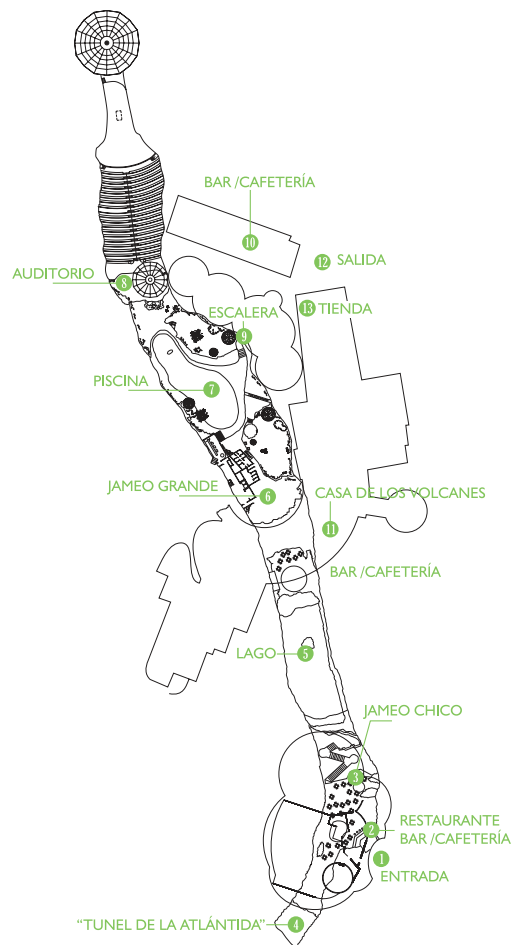 BAR /CAFETERÍA
10
12 SALIDA
AUDITORIO 8
13 TIENDA
ESCALERA
9
PISCINA
7
JAMEO GRANDE 6
CASA DE LOS VOLCANES
11
BAR /CAFETERÍA
LAGO 5
JAMEO CHICO
3
2 RESTAURANTE
BAR /CAFETERÍA
1
ENTRADA
“TUNEL DE LA ATLÁNTIDA” 4